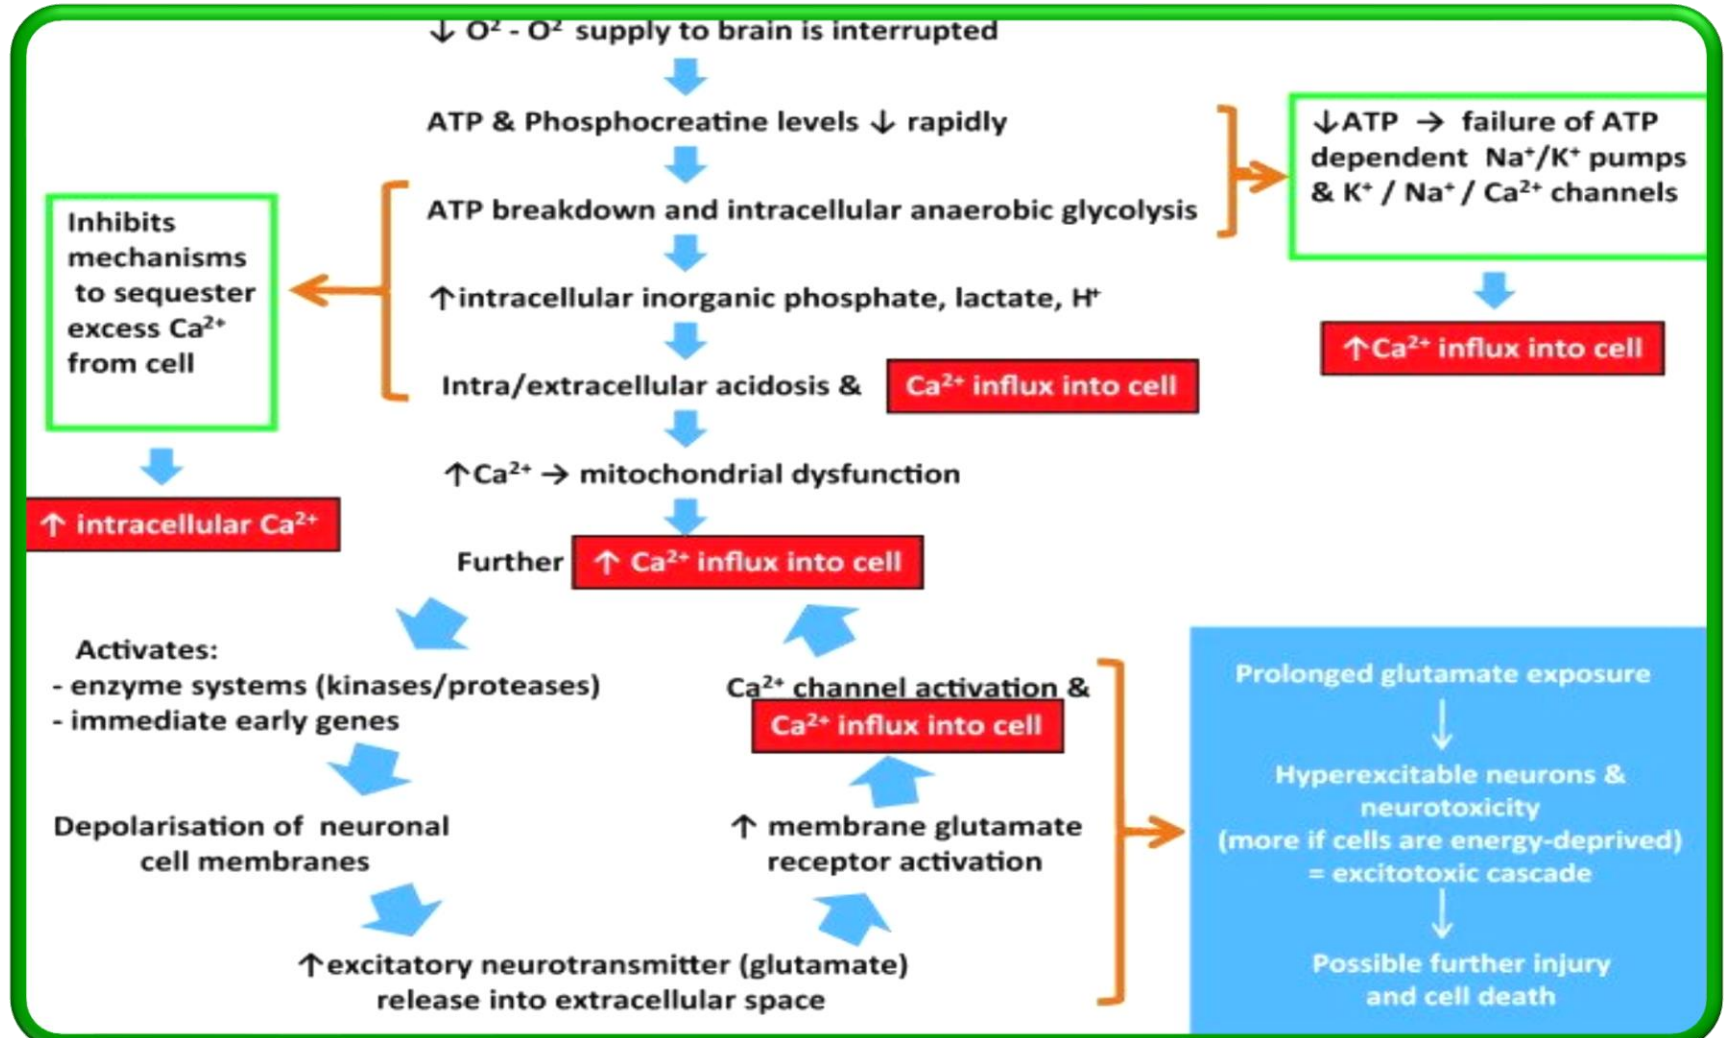 ↓ O² - O² supply to brain is interrupted
ATP & Phosphocreatine levels ↓ rapidly
ATP breakdown and intracellular anaerobic glycolysis
↑intracellular inorganic phosphate, lactate, H⁺
Intra/extracellular acidosis & Ca²⁺ influx into cell
↑Ca²⁺ → mitochondrial dysfunction
Further ↑ Ca²⁺ influx into cell
↓ATP → failure of ATP
dependent Na⁺/K⁺ pumps
& K⁺ / Na⁺ / Ca²⁺ channels
↑Ca²⁺ influx into cell
Inhibits
mechanisms
to sequester
excess Ca²⁺
from cell
↑ intracellular Ca²⁺
Activates:
- enzyme systems (kinases/proteases)
- immediate early genes
Depolarisation of neuronal
cell membranes
↑excitatory neurotransmitter (glutamate)
release into extracellular space
↑ membrane glutamate
receptor activation
Ca²⁺ channel activation &
Ca²⁺ influx into cell
Prolonged glutamate exposure
↓
Hyperexcitable neurons &
neurotoxicity
(more if cells are energy-deprived)
= excitotoxic cascade
↓
Possible further injury
and cell death